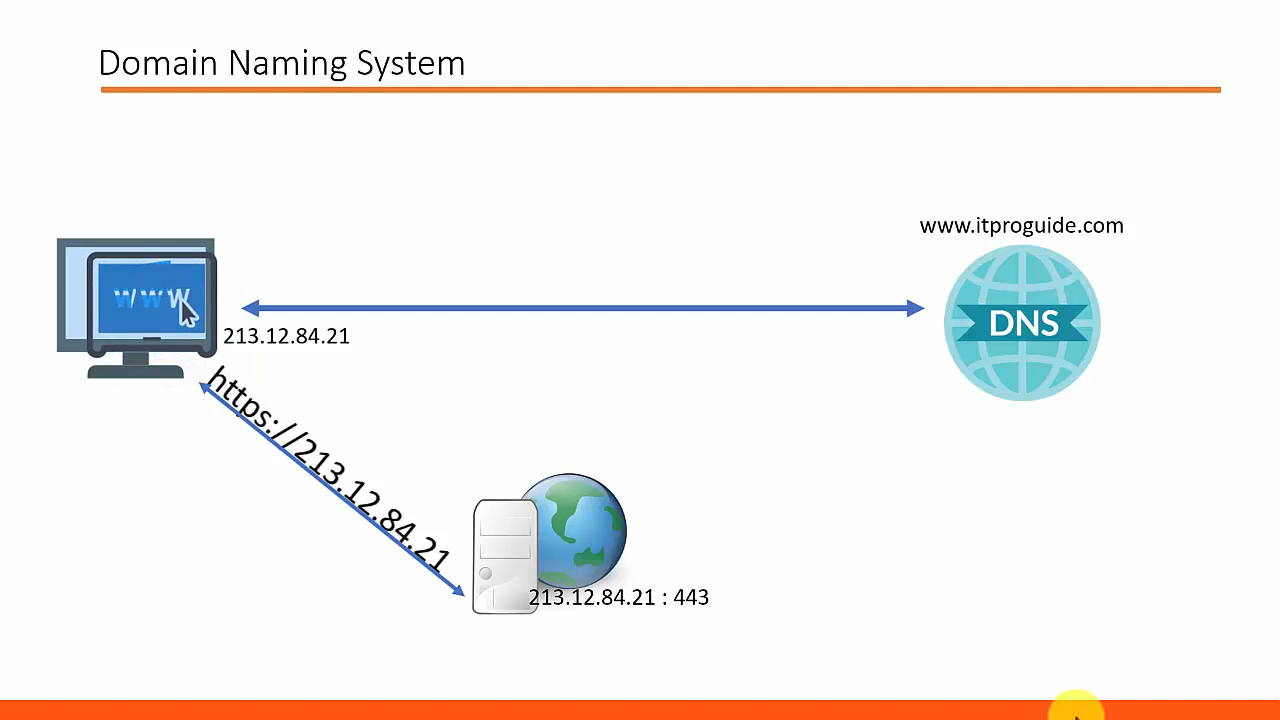 Domain Naming System
www.itproguide.com
WWW
DNS
213.12.84.21
https://213.12.84.21
213.12.84.21 : 443